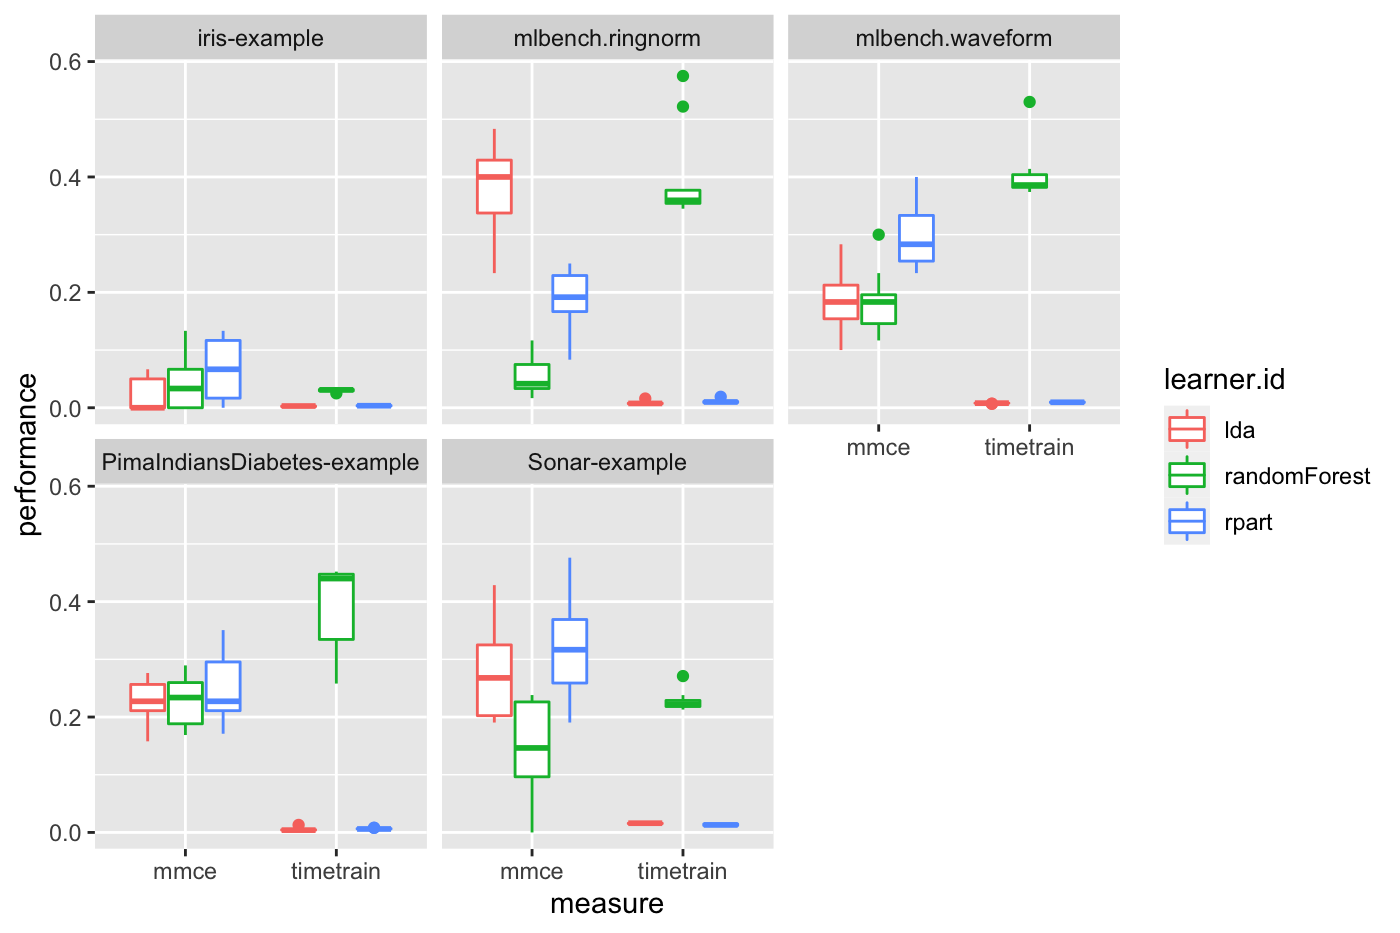 iris-example
mlbench.ringnorm
mlbench.waveform
0.6
0.4
0.2
0.0
mmce
timetrain
PimaIndiansDiabetes-example
Sonar-example
0.6
0.4
0.2
0.0
mmce
timetrain
mmce
timetrain
measure
performance
learner.id
lda
randomForest
rpart